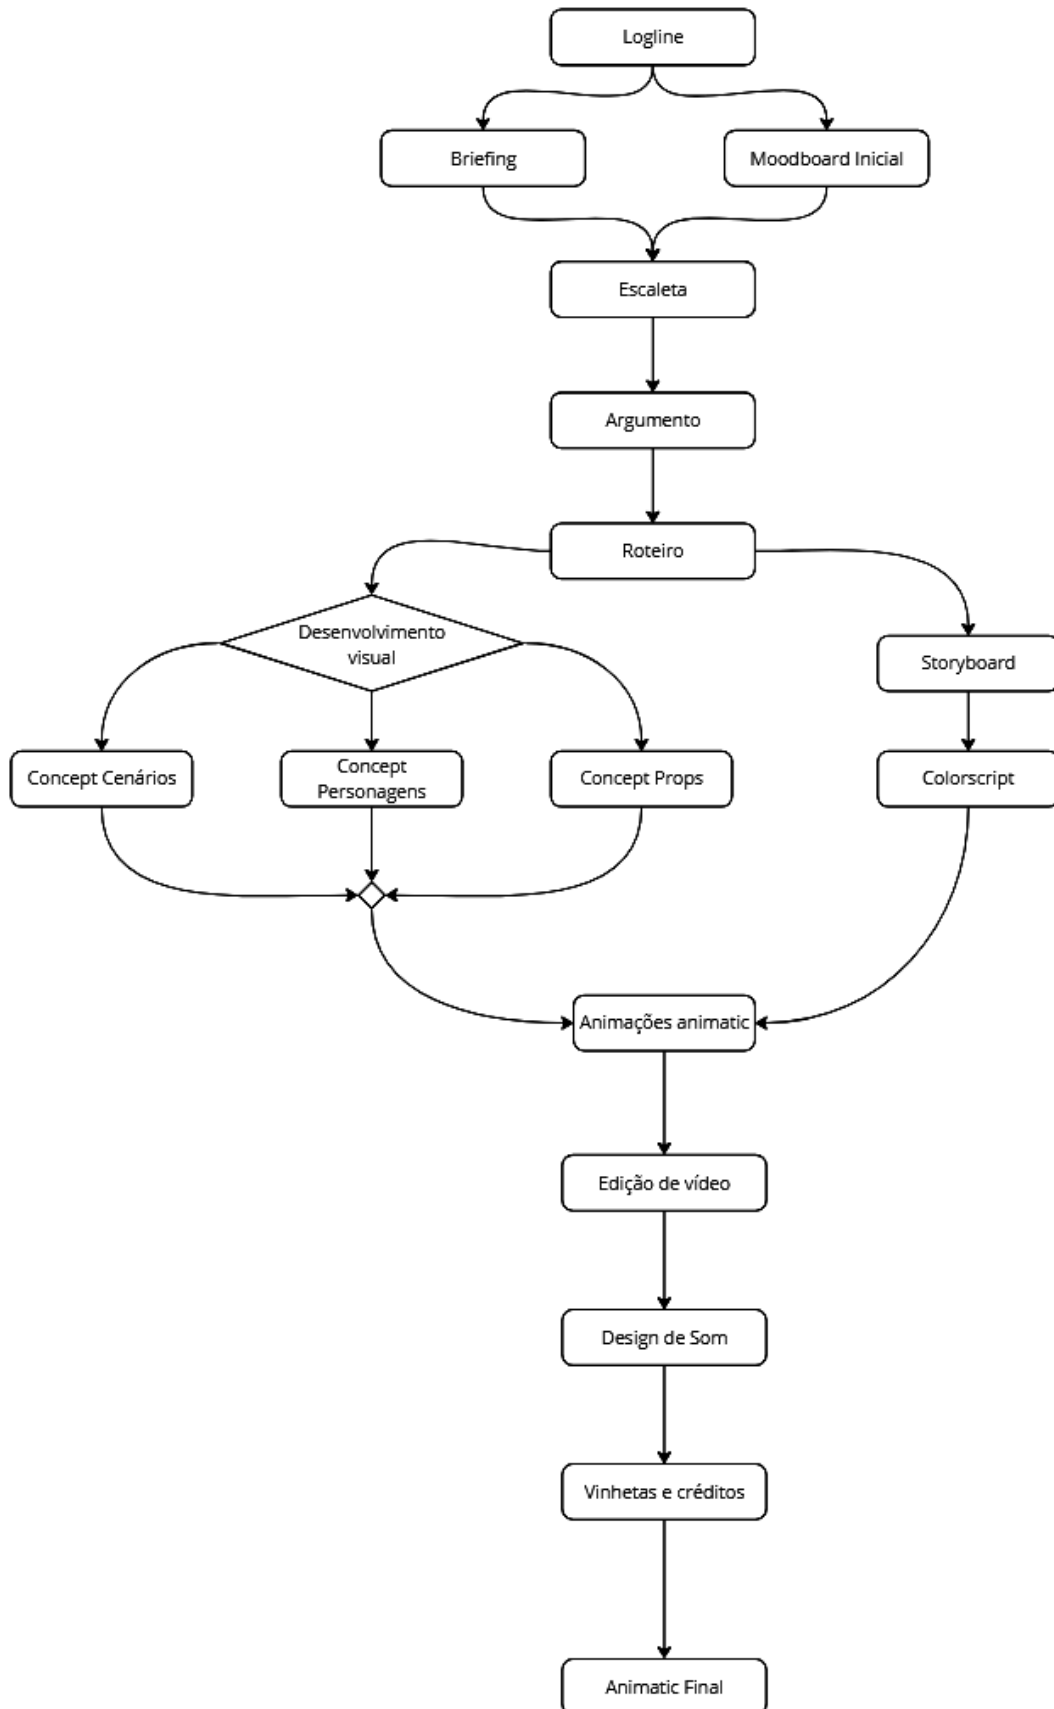 Logline
Briefing
Moodboard Inicial
Escaleta
Argumento
Roteiro
Desenvolvimento
visual
Storyboard
Concept Cenários
Concept
Personagens
Concept Props
Colorscript
Animações animatic
Edição de vídeo
Design de Som
Vinhetas e créditos
Animatic Final